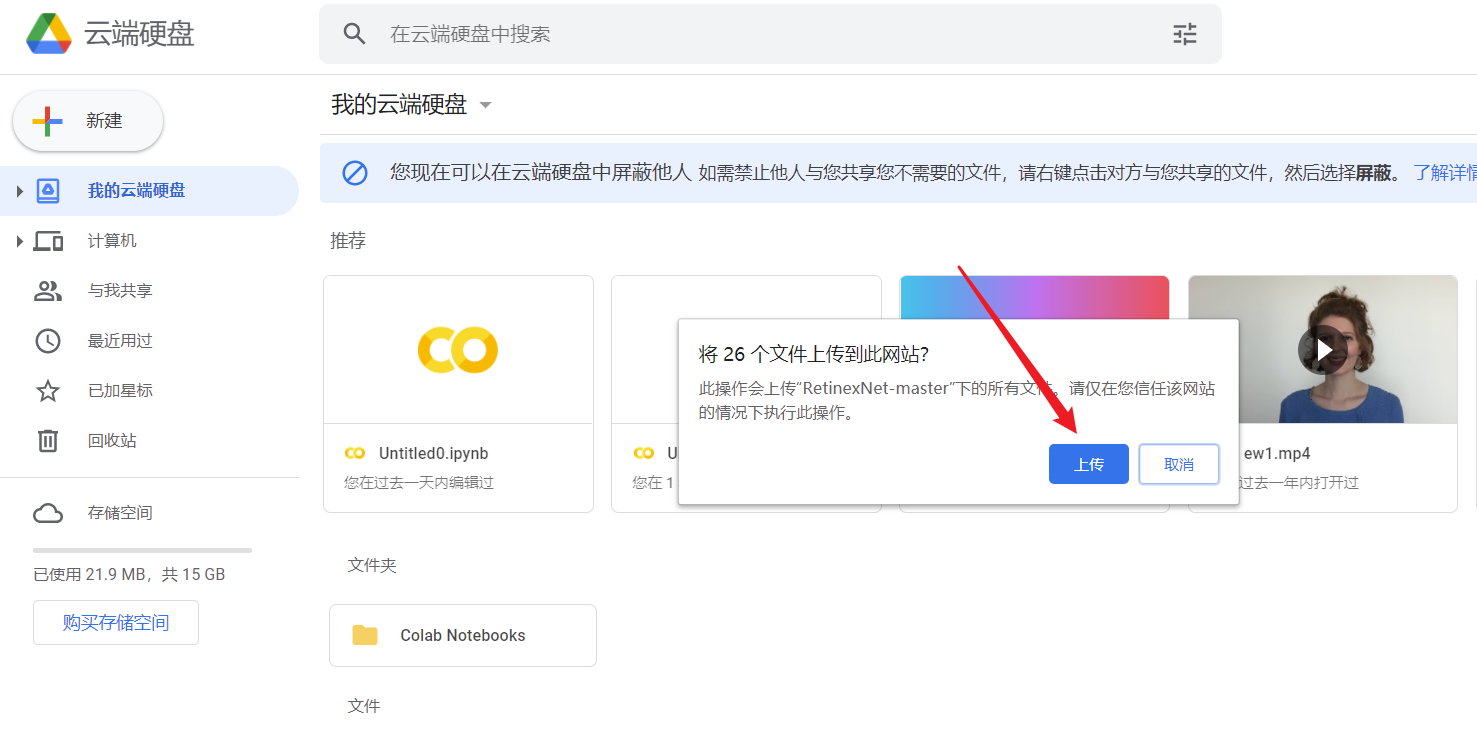 云端硬盘
在云端硬盘中搜索
新建
我的云端硬盘
计算机
与我共享
最近用过
已加星标
回收站
存储空间
已使用 21.9 MB，共 15 GB
购买存储空间
我的云端硬盘
您现在可以在云端硬盘中屏蔽他人 如需禁止他人与您共享您不需要的文件，请右键点击对方与您共享的文件，然后选择屏蔽。 了解详情
推荐
将 26 个文件上传到此网站？
此操作会上传“RetinexNet-master”下的所有文件。请仅在您信任该网站
的情况下执行此操作。
上传
取消
Untitled0.ipynb
您在过去一天内编辑过
U
您在 1
ew1.mp4
过去一年内打开过
文件夹
Colab Notebooks
文件